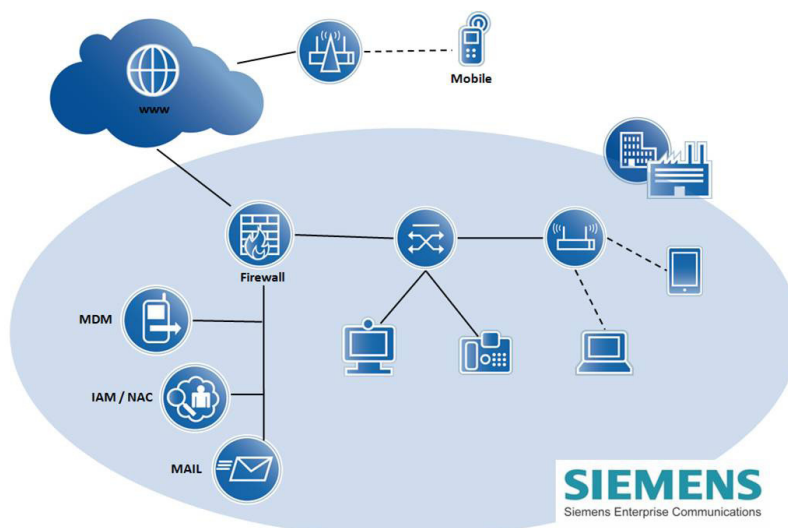 www
Mobile
Firewall
MDM
IAM / NAC
MAIL
SIEMENS
Siemens Enterprise Communications